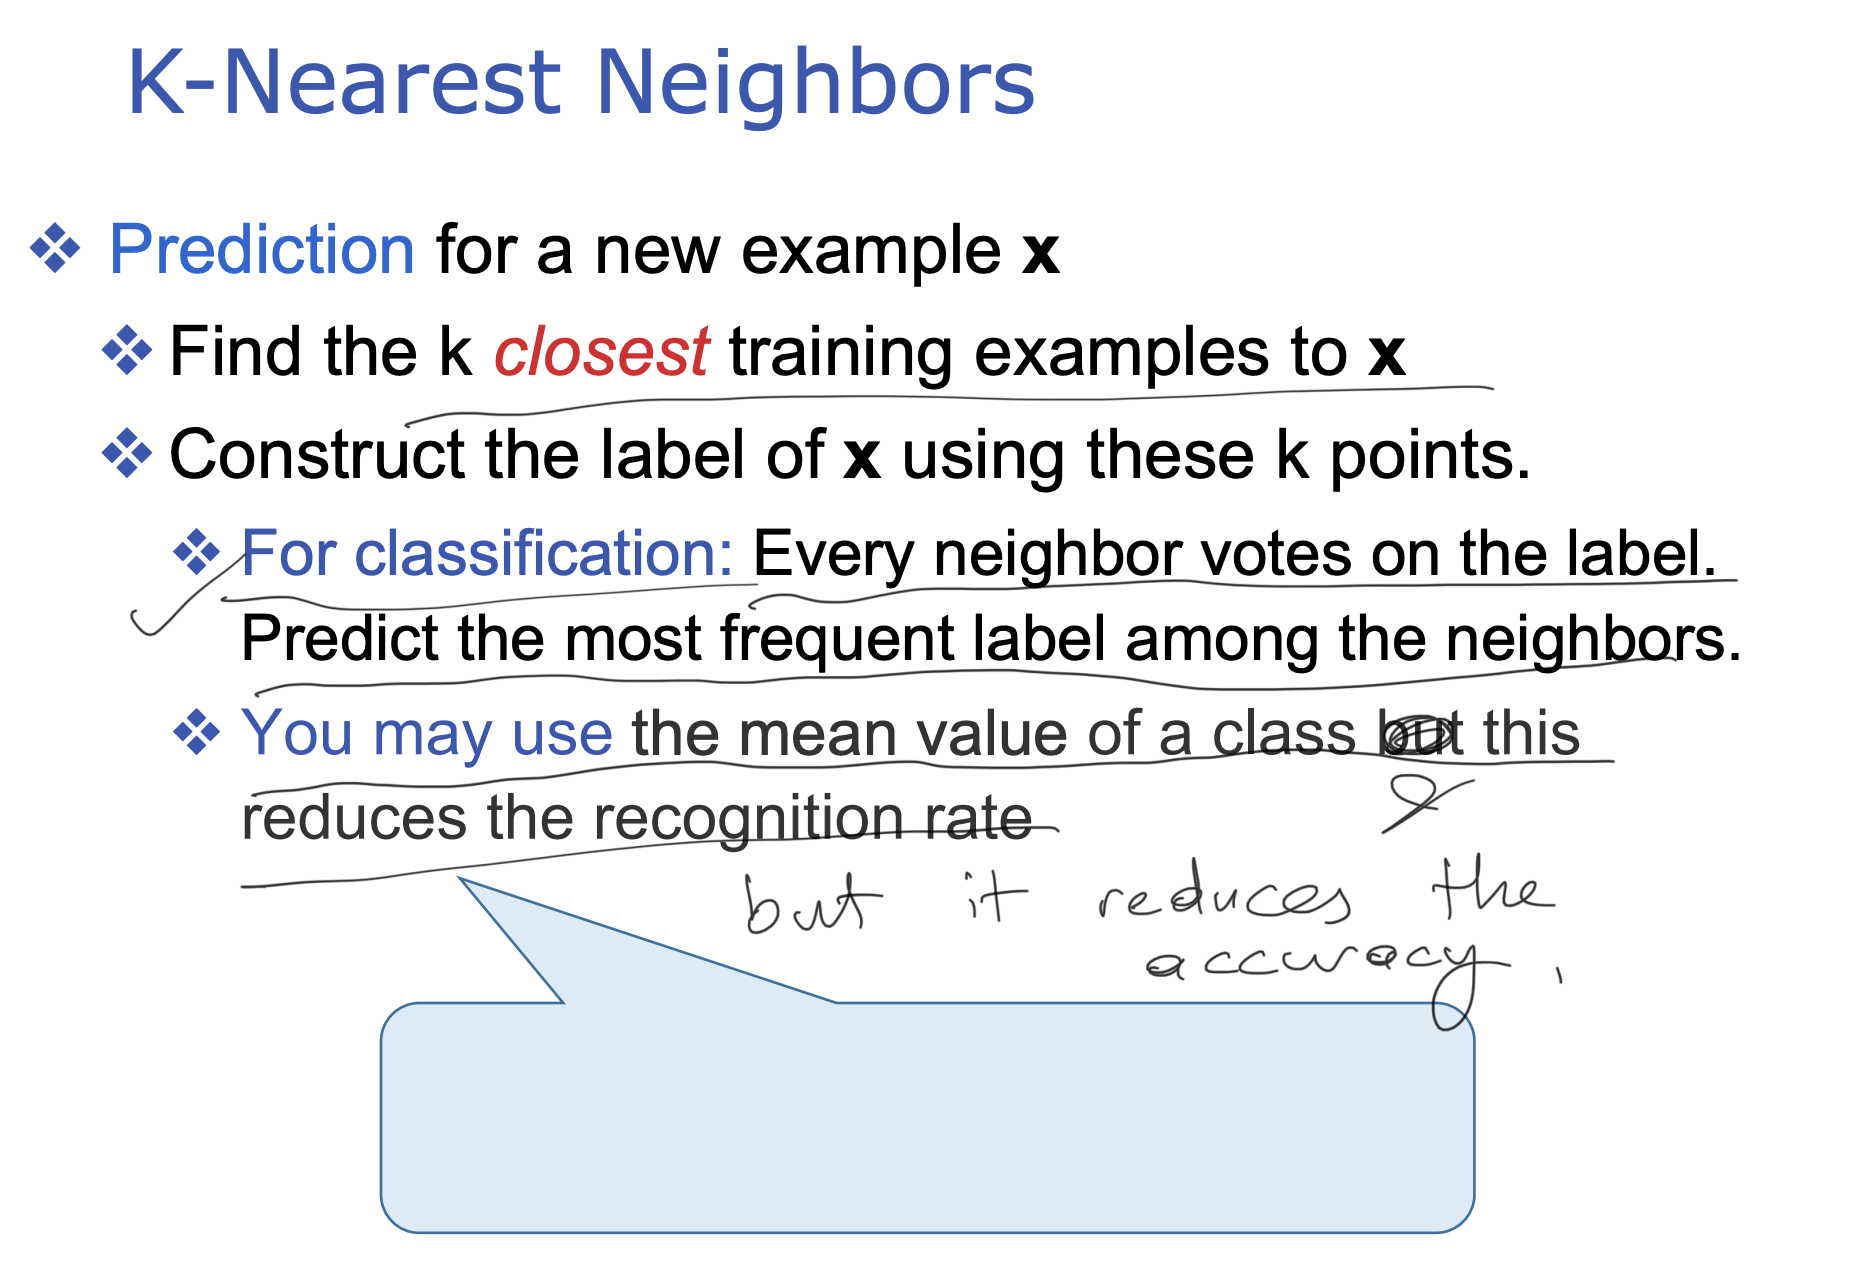 K-Nearest Neighbors
❖ Prediction for a new example x
❖ Find the k closest training examples to x
❖ Construct the label of x using these k points.
❖ For classification: Every neighbor votes on the label.
Predict the most frequent label among the neighbors.
❖ You may use the mean value of a class but this
reduces the recognition rate
but it reduces the
accuracy.